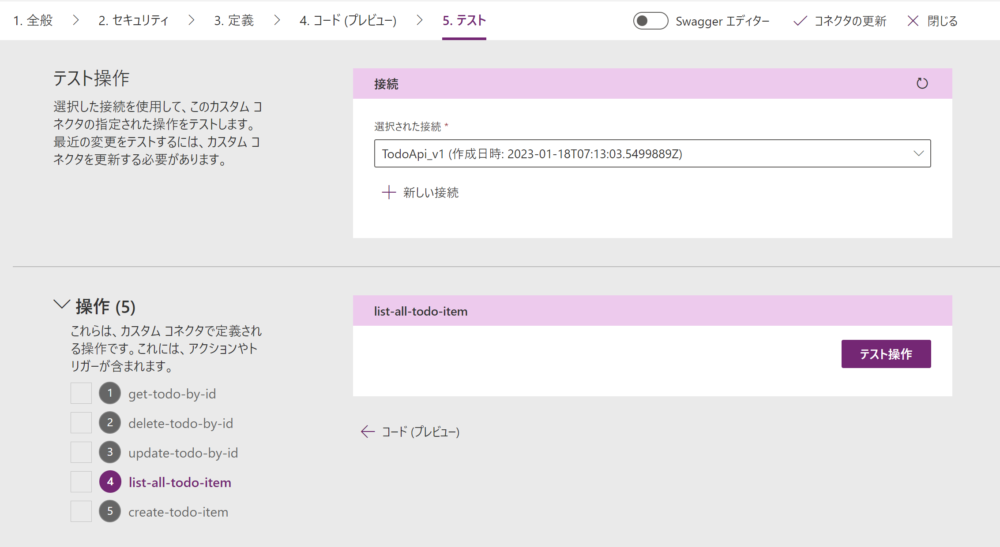 1. 全般
2. セキュリティ
3. 定義
4. コード (プレビュー)
5. テスト
Swagger エディター
コネクタの更新
閉じる
テスト操作
選択した接続を使用して、このカスタム コ
ネクタの指定された操作をテストします。
最近の変更をテストするには、カスタム コ
ネクタを更新する必要があります。
接続
選択された接続 *
TodoApi_v1 (作成日時: 2023-01-18T07:13:03.5499889Z)
新しい接続
操作 (5)
これらは、カスタム コネクタで定義され
る操作です。これには、アクションやト
リガーが含まれます。
1 get-todo-by-id
2 delete-todo-by-id
3 update-todo-by-id
4 list-all-todo-item
5 create-todo-item
list-all-todo-item
テスト操作
コード (プレビュー)